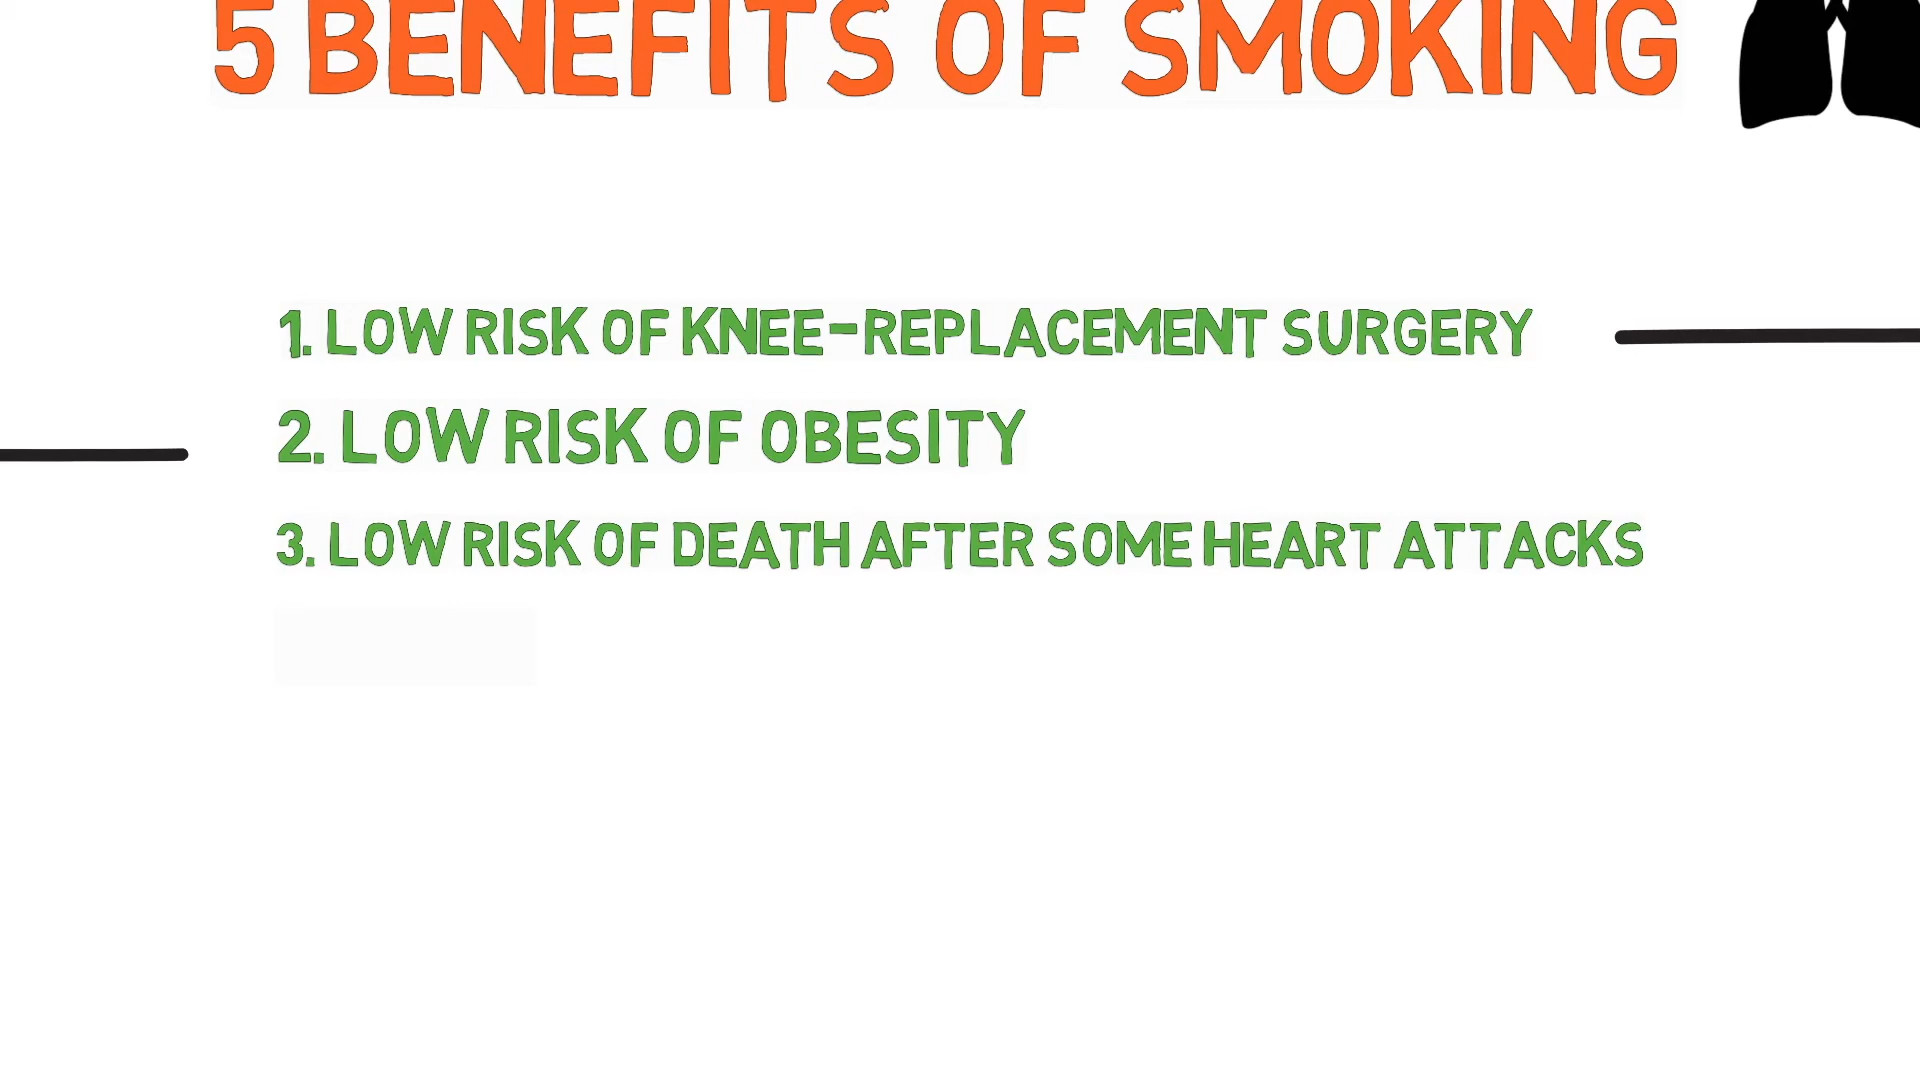 5 BENEFITS OF SMOKING
1. LOW RISK OF KNEE-REPLACEMENT SURGERY
2. LOW RISK OF OBESITY
3. LOW RISK OF DEATH AFTER SOME HEART ATTACKS